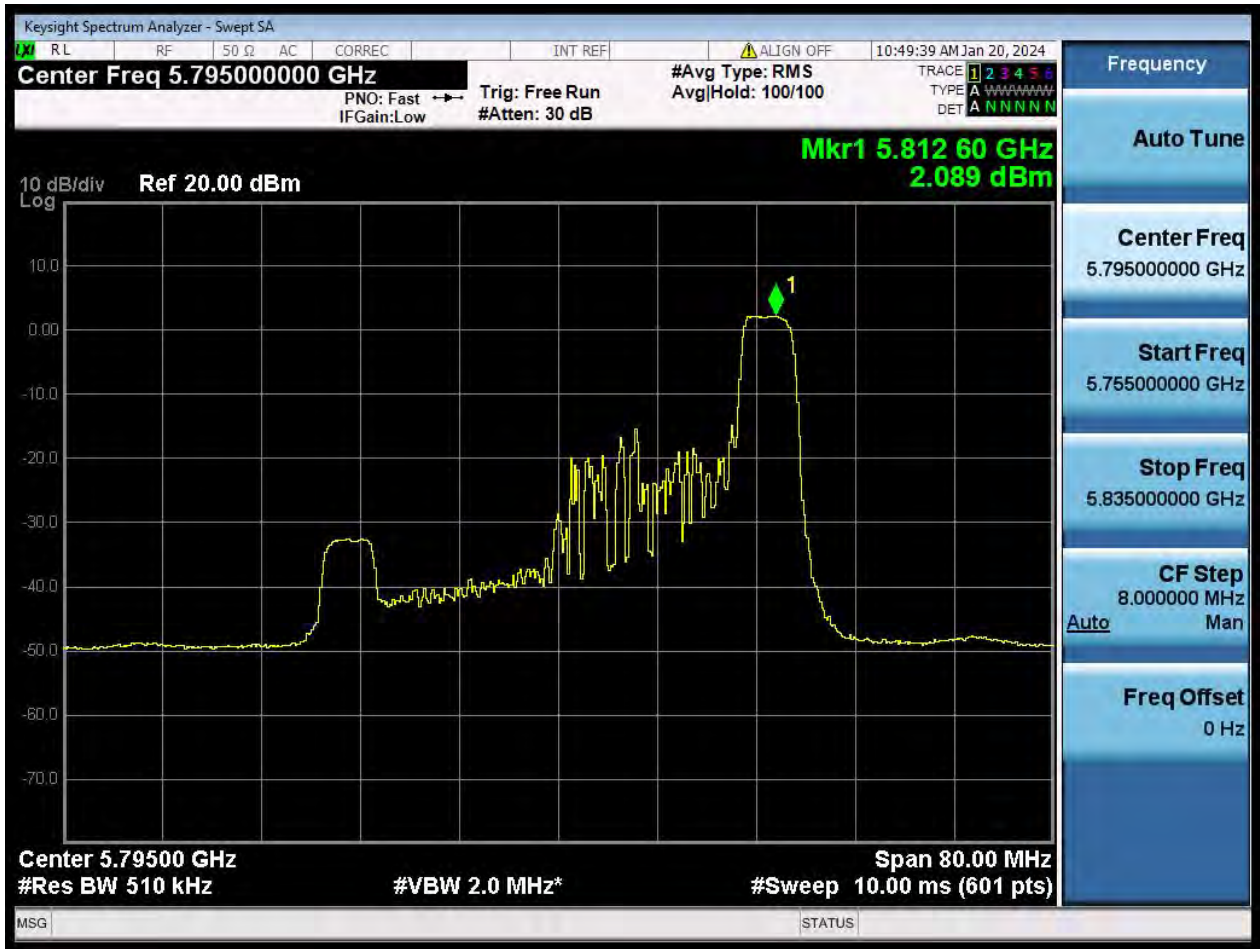 Keysight Spectrum Analyzer - Swept SA
LXI RL RF 50 Ω AC CORREC INT REF ALIGN OFF 10:49:39 AM Jan 20, 2024
Center Freq 5.795000000 GHz
PNO: Fast
IFGain:Low
Trig: Free Run
#Atten: 30 dB
#Avg Type: RMS
Avg|Hold: 100/100
TRACE 1 2 3 4 5 6
TYPE A WWWWW
DET A N N N N N
Mkr1 5.812 60 GHz
2.089 dBm
10 dB/div Ref 20.00 dBm
Log
10.0
0.00
-10.0
-20.0
-30.0
-40.0
-50.0
-60.0
-70.0
1
Center 5.79500 GHz
Span 80.00 MHz
#Res BW 510 kHz
#VBW 2.0 MHz*
#Sweep 10.00 ms (601 pts)
MSG
STATUS
Frequency
Auto Tune
Center Freq
5.795000000 GHz
Start Freq
5.755000000 GHz
Stop Freq
5.835000000 GHz
CF Step
8.000000 MHz
Auto Man
Freq Offset
0 Hz